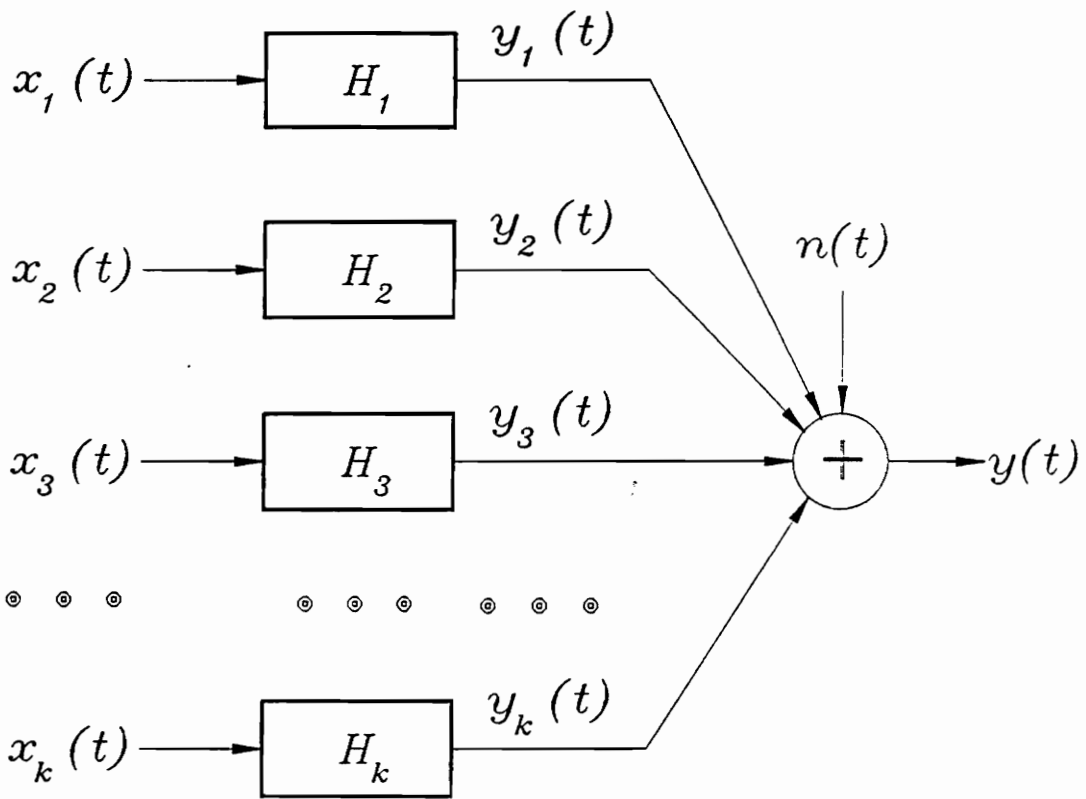 x₁(t) H₁ y₁(t)
x₂(t) H₂ y₂(t)
n(t)
x₃(t) H₃ y₃(t)
+ y(t)
xₖ(t) Hₖ yₖ(t)